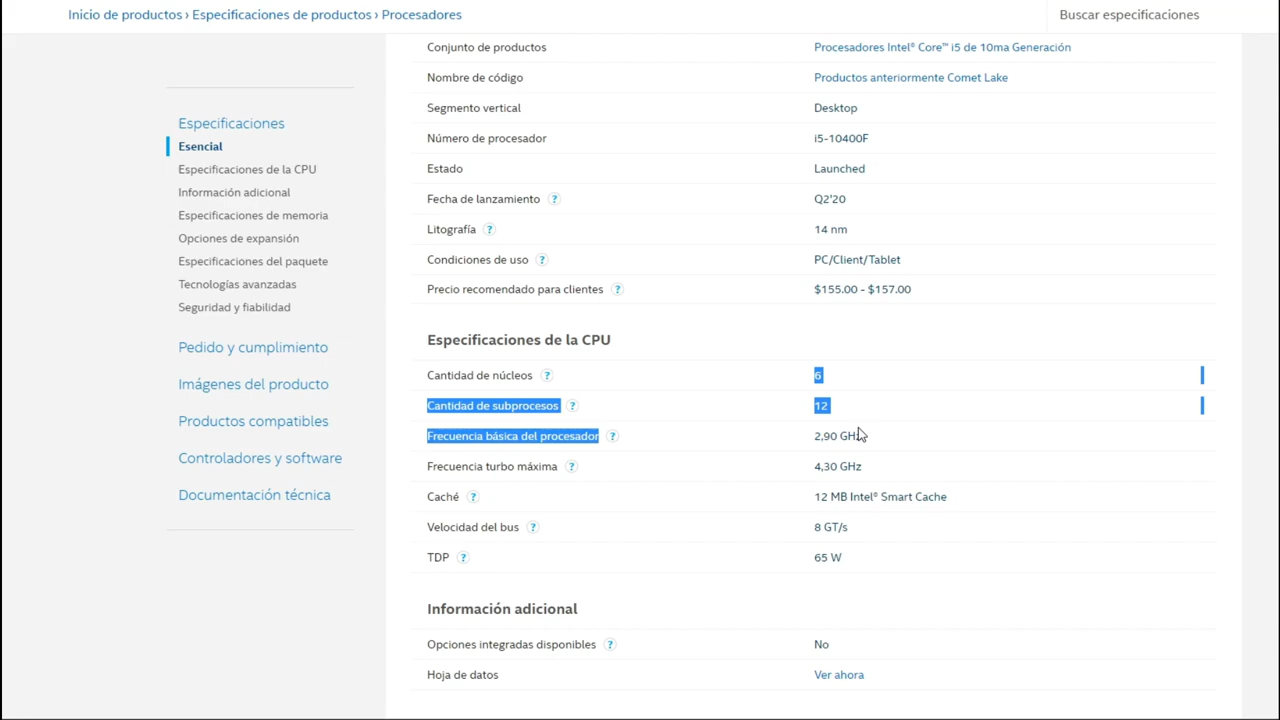 Inicio de productos › Especificaciones de productos › Procesadores
Buscar especificaciones
Especificaciones
Esencial
Especificaciones de la CPU
Información adicional
Especificaciones de memoria
Opciones de expansión
Especificaciones del paquete
Tecnologías avanzadas
Seguridad y fiabilidad
Pedido y cumplimiento
Imágenes del producto
Productos compatibles
Controladores y software
Documentación técnica
Conjunto de productos Procesadores Intel® Core™ i5 de 10ma Generación
Nombre de código Productos anteriormente Comet Lake
Segmento vertical Desktop
Número de procesador i5-10400F
Estado Launched
Fecha de lanzamiento ? Q2'20
Litografía ? 14 nm
Condiciones de uso ? PC/Client/Tablet
Precio recomendado para clientes ? $155.00 - $157.00
Especificaciones de la CPU
Cantidad de núcleos ? 6
Cantidad de subprocesos ? 12
Frecuencia básica del procesador ? 2,90 GHz
Frecuencia turbo máxima ? 4,30 GHz
Caché ? 12 MB Intel® Smart Cache
Velocidad del bus ? 8 GT/s
TDP ? 65 W
Información adicional
Opciones integradas disponibles ? No
Hoja de datos Ver ahora